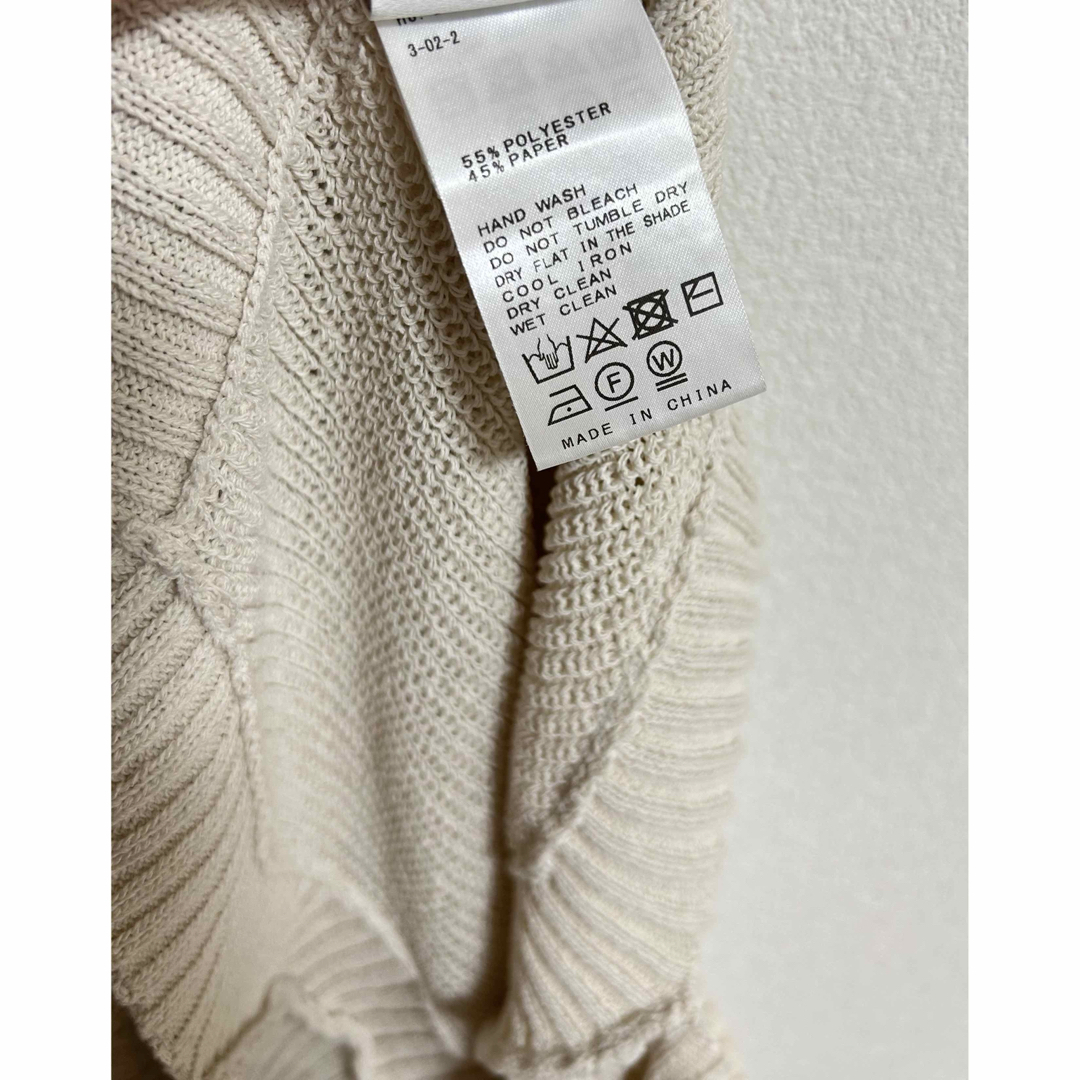 3-02-2
55% POLYESTER
45% PAPER
HAND WASH
DO NOT BLEACH
DO NOT TUMBLE DRY
DRY FLAT IN THE SHADE
COOL IRON
DRY CLEAN
WET CLEAN
F W
MADE IN CHINA